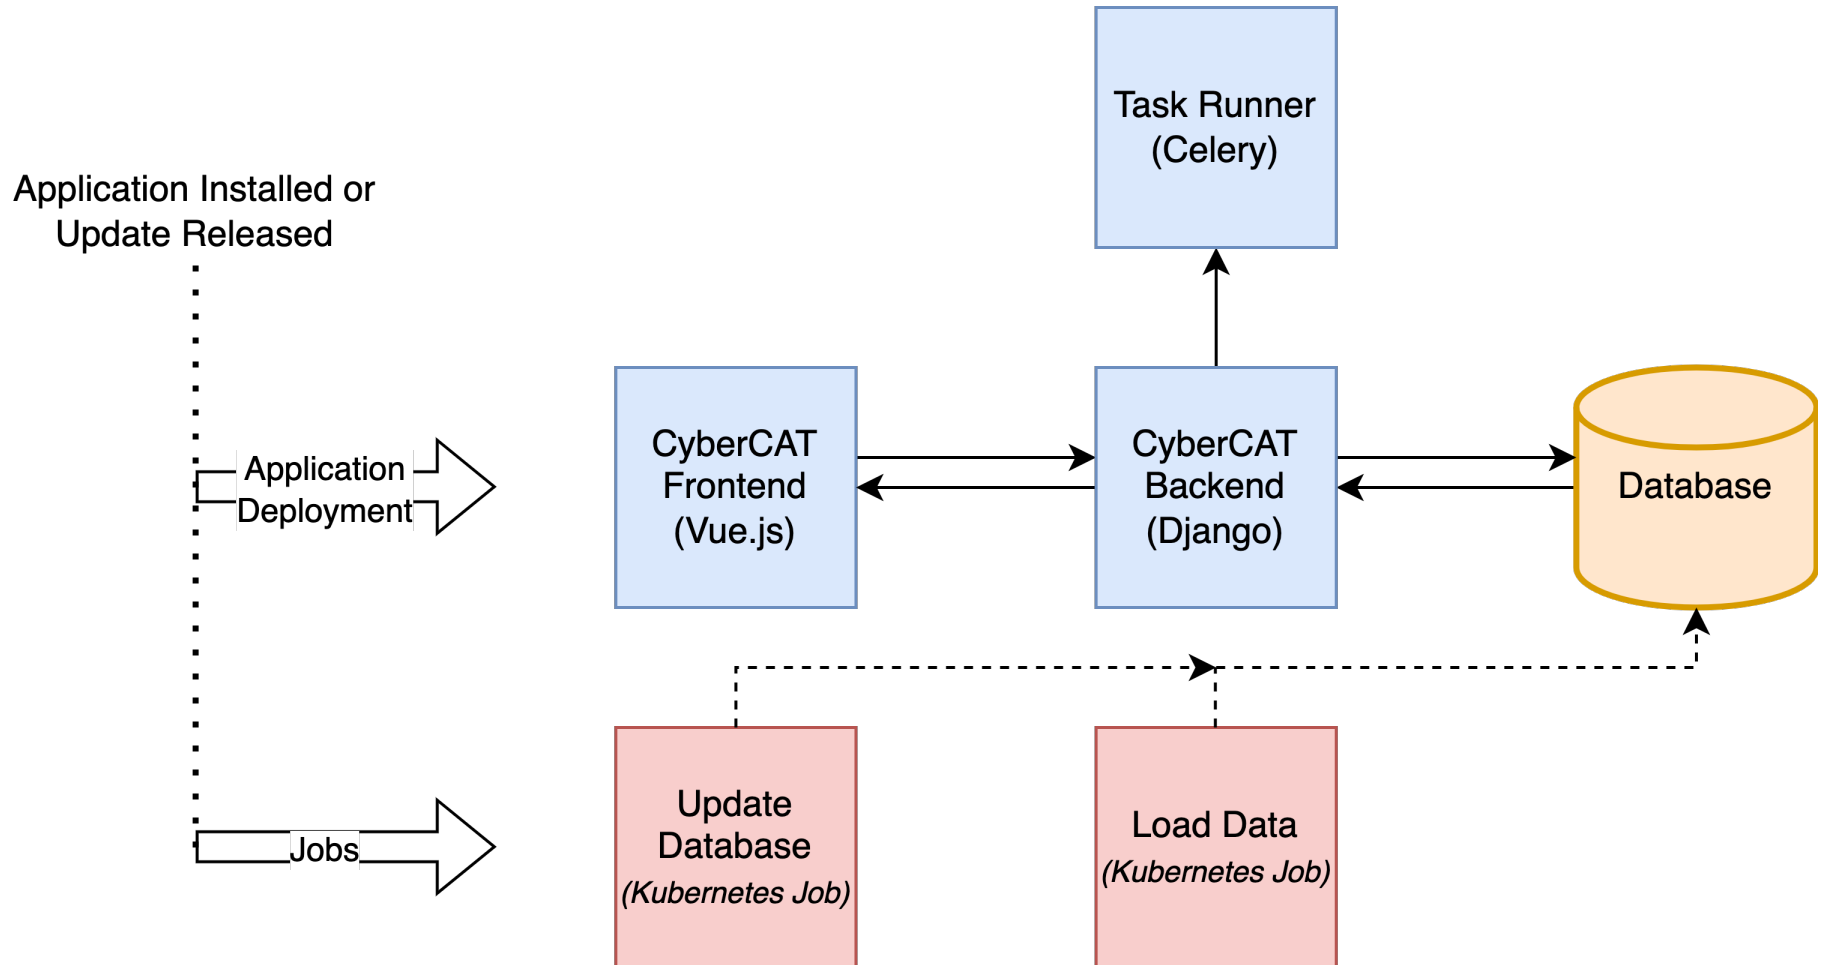 Task Runner
(Celery)
Application Installed or
Update Released
Application
Deployment
CyberCAT
Frontend
(Vue.js)
CyberCAT
Backend
(Django)
Database
Jobs
Update
Database
(Kubernetes Job)
Load Data
(Kubernetes Job)